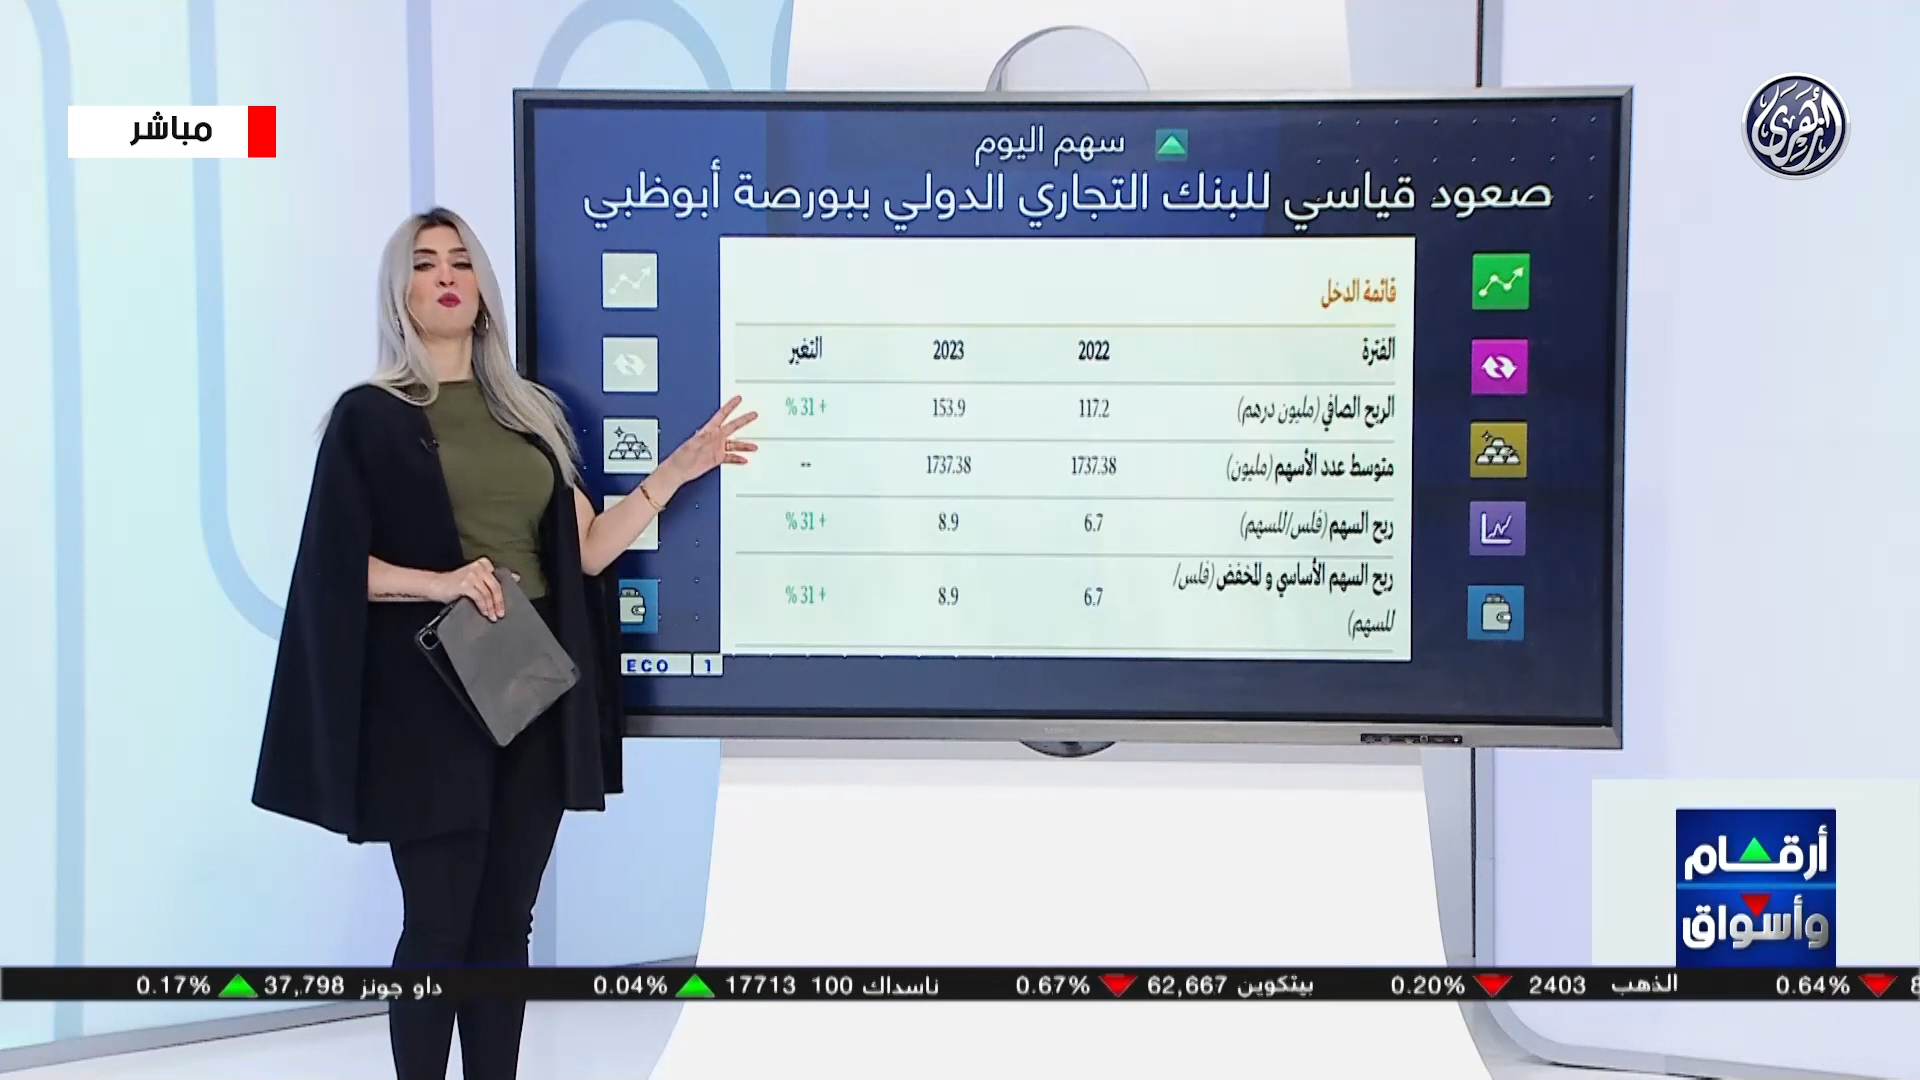 مباشر
أزهري
سهم اليوم
صعود قياسي للبنك التجاري الدولي ببورصة أبوظبي
قائمة الدخل
الفترة 2022 2023 التغير
الربح الصافي (مليون درهم) 117.2 153.9 + 31 %
متوسط عدد الأسهم (مليون) 1737.38 1737.38 --
ربح السهم (فلس/للسهم) 6.7 8.9 + 31 %
ربح السهم الأساسي و المخفض (فلس/
للسهم) 6.7 8.9 + 31 %
ECO 1
أرقام
وأسواق
0.64% الذهب 2403 0.20% بيتكوين 62,667 0.67% ناسداك 100 17713 0.04% داو جونز 37,798 0.17%